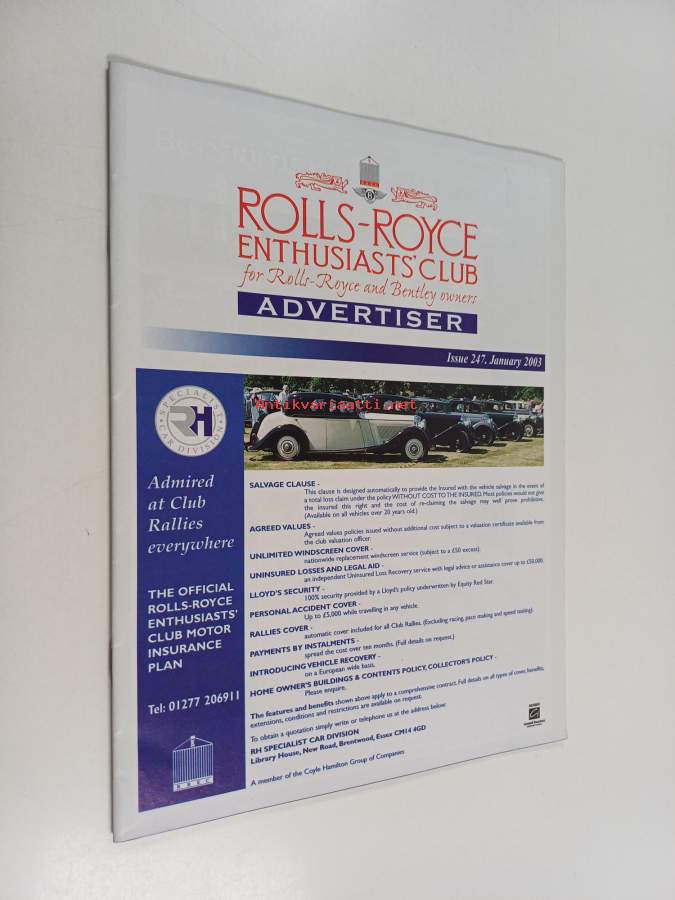 RREC
B
ROLLS-ROYCE
ENTHUSIASTS' CLUB
for Rolls-Royce and Bentley owners
ADVERTISER
Issue 247. January 2003
SPECIALIST
RH
CAR DIVISION
Antikvariaatti.net
Admired
at Club
Rallies
everywhere
THE OFFICIAL
ROLLS-ROYCE
ENTHUSIASTS'
CLUB MOTOR
INSURANCE
PLAN
Tel: 01277 206911
RREC
SALVAGE CLAUSE -
This clause is designed automatically to provide the Insured with the vehicle salvage in the event of
a total loss claim under the policy WITHOUT COST TO THE INSURED. Most policies would not give
the insured this right and the cost of re-claiming the salvage may well prove prohibitive.
(Available on all vehicles over 20 years old.)
AGREED VALUES -
Agreed values policies issued without additional cost subject to a valuation certificate available from
the club valuation officer.
UNLIMITED WINDSCREEN COVER -
nationwide replacement windscreen service (subject to a £50 excess).
UNINSURED LOSSES AND LEGAL AID -
an independent Uninsured Loss Recovery service with legal advice or assistance cover up to £50,000.
LLOYD'S SECURITY -
100% security provided by a Lloyd's policy underwritten by Equity Red Star
PERSONAL ACCIDENT COVER -
Up to £5,000 while travelling in any vehicle.
RALLIES COVER -
automatic cover included for all Club Rallies. (Excluding racing, pace making and speed testing).
PAYMENTS BY INSTALMENTS -
spread the cost over ten months. (Full details on request.)
INTRODUCING VEHICLE RECOVERY -
on a European wide basis.
HOME OWNER'S BUILDINGS & CONTENTS POLICY, COLLECTOR'S POLICY -
Please enquire.
The features and benefits shown above apply to a comprehensive contract. Full details on all types of cover, benefits,
extensions, conditions and restrictions are available on request.
To obtain a quotation simply write or telephone us at the address below:
RH SPECIALIST CAR DIVISION
Library House, New Road, Brentwood, Essex CM14 4GD
A member of the Coyle Hamilton Group of Companies